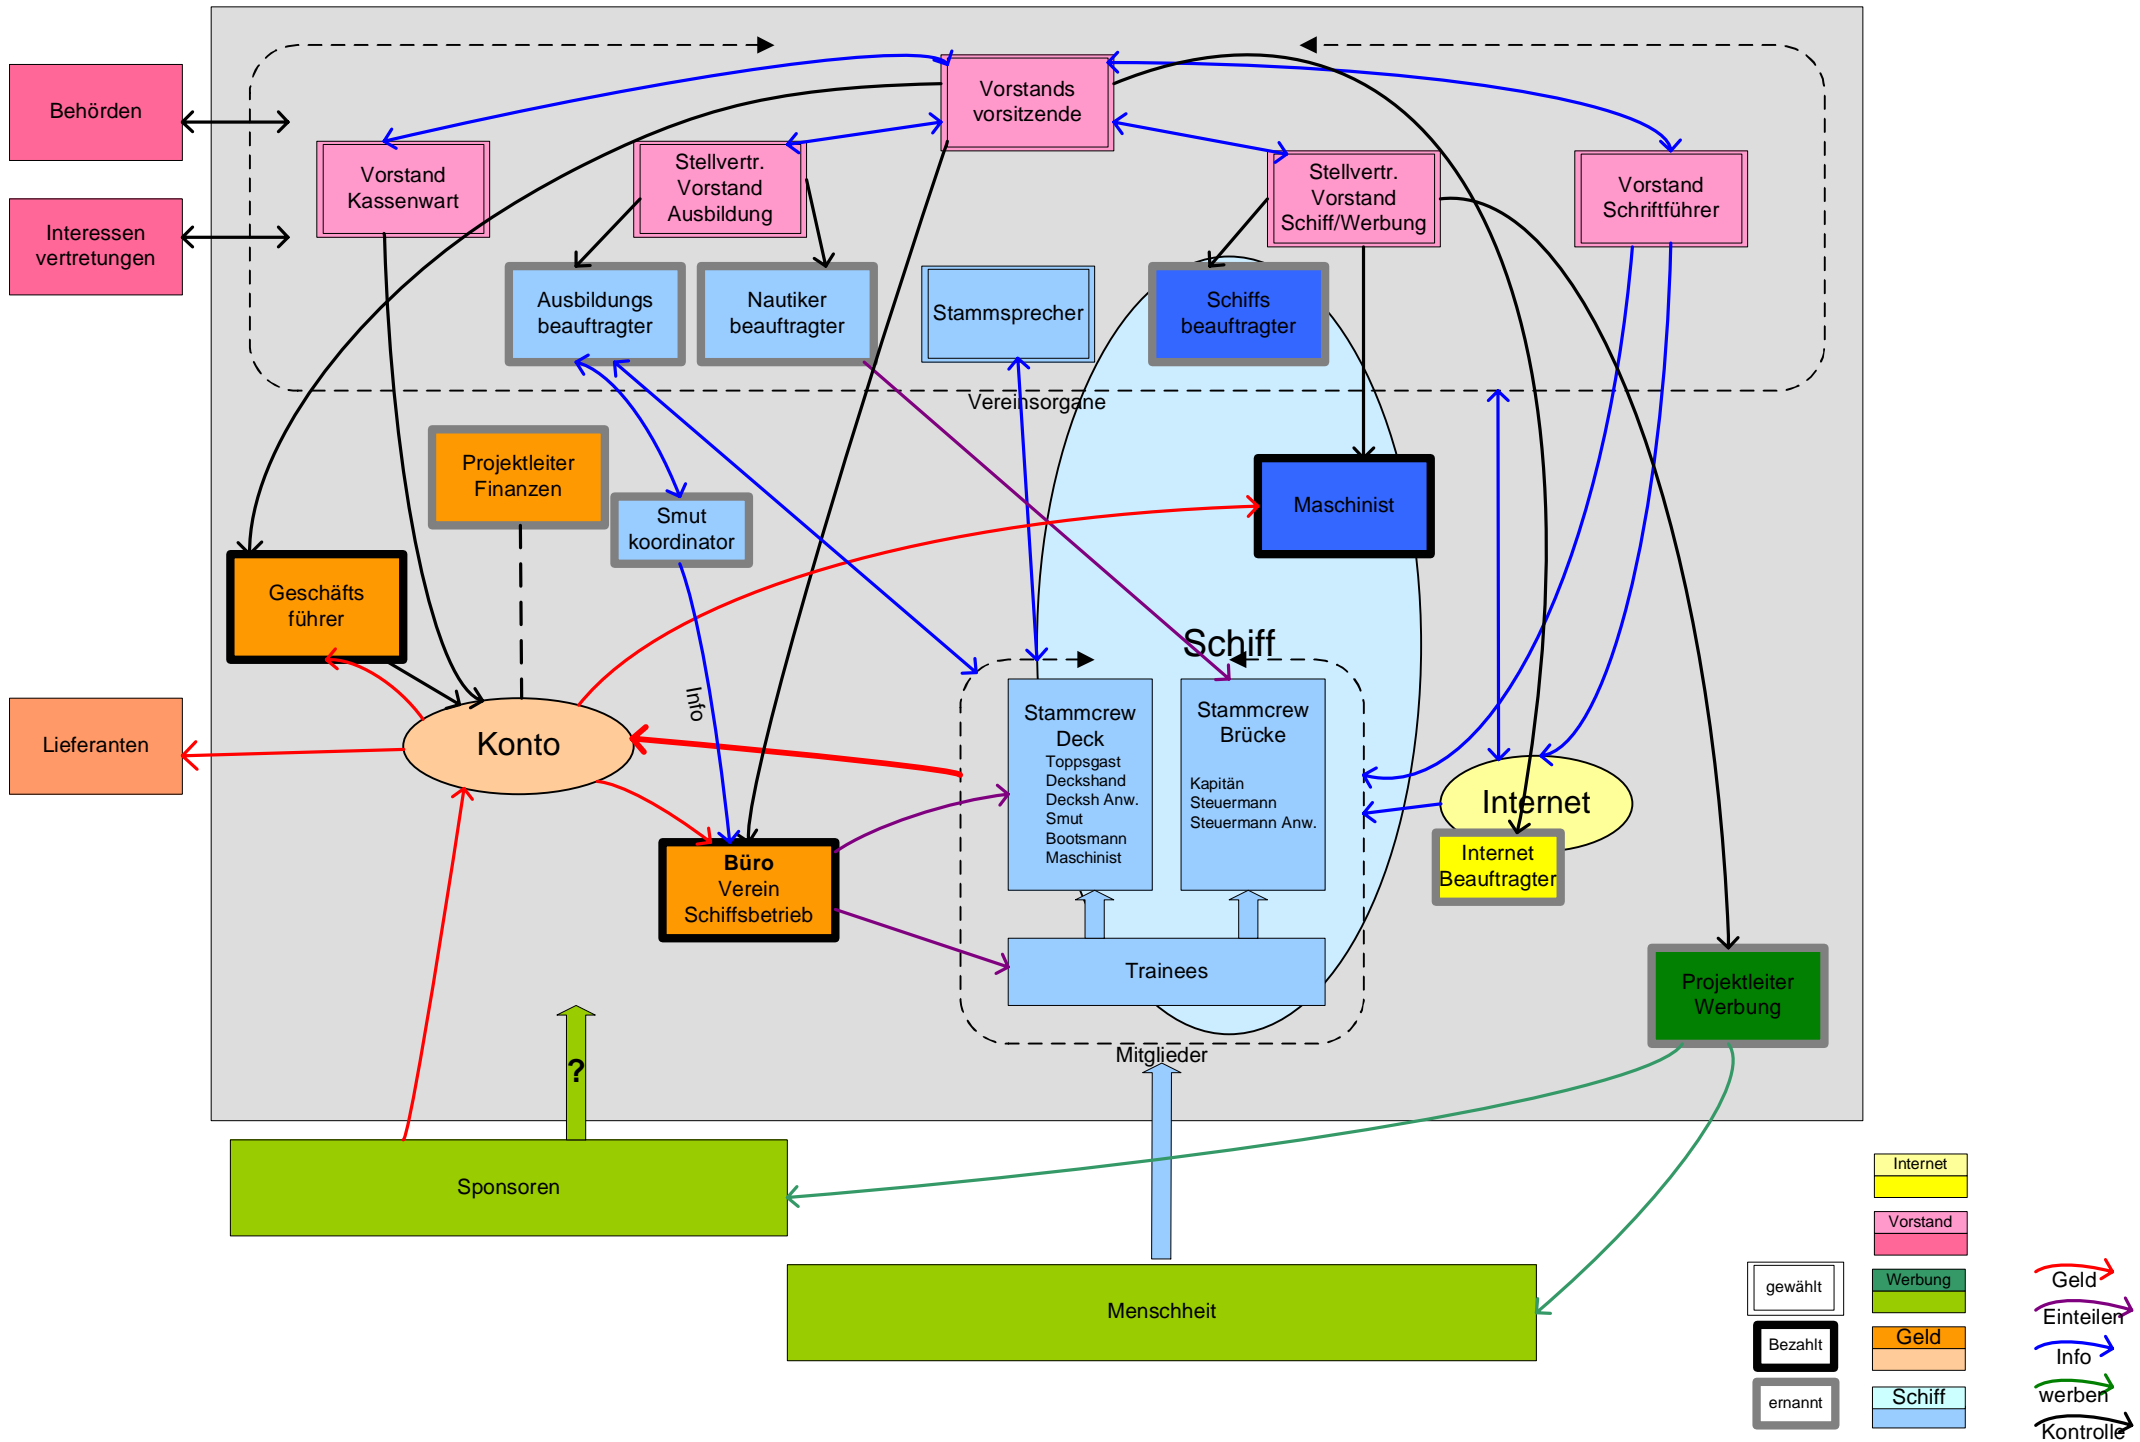 Behörden
Interessen
vertretungen
Lieferanten
Vorstands
vorsitzende
Vorstand
Kassenwart
Stellvertr.
Vorstand
Ausbildung
Stellvertr.
Vorstand
Schiff/Werbung
Vorstand
Schriftführer
Ausbildungs
beauftragter
Nautiker
beauftragter
Stammsprecher
Schiffs
beauftragter
Vereinsorgane
Projektleiter
Finanzen
Smut
koordinator
Maschinist
Geschäfts
führer
Schiff
Info
Konto
Stammcrew
Deck
Toppsgast
Deckshand
Decksh Anw.
Smut
Bootsmann
Maschinist
Stammcrew
Brücke
Kapitän
Steuermann
Steuermann Anw.
Internet
Internet
Beauftragter
Büro
Verein
Schiffsbetrieb
Trainees
Projektleiter
Werbung
Mitglieder
?
Sponsoren
Menschheit
Internet
Vorstand
Werbung
Geld
Schiff
gewählt
Bezahlt
ernannt
Geld
Einteilen
Info
werben
Kontrolle